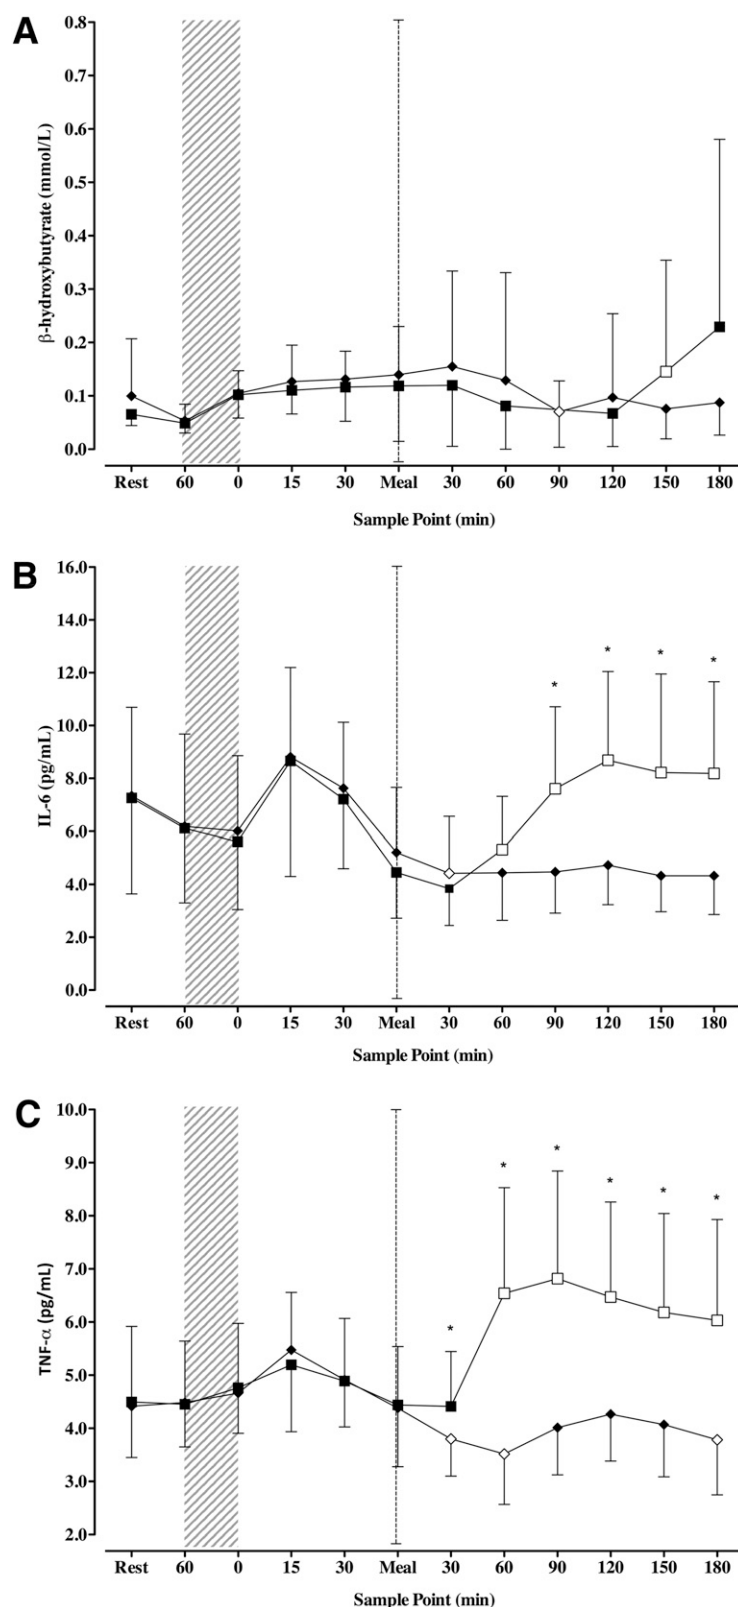 A
β-hydroxybutyrate (mmol/L)
0.8
0.7
0.6
0.5
0.4
0.3
0.2
0.1
0.0
Rest 60 0 15 30 Meal 30 60 90 120 150 180
Sample Point (min)
B
IL-6 (pg/mL)
16.0
14.0
12.0
10.0
8.0
6.0
4.0
2.0
0.0
* * * *
Rest 60 0 15 30 Meal 30 60 90 120 150 180
Sample Point (min)
C
TNF-α (pg/mL)
10.0
9.0
8.0
7.0
6.0
5.0
4.0
3.0
2.0
* * * * * *
Rest 60 0 15 30 Meal 30 60 90 120 150 180
Sample Point (min)